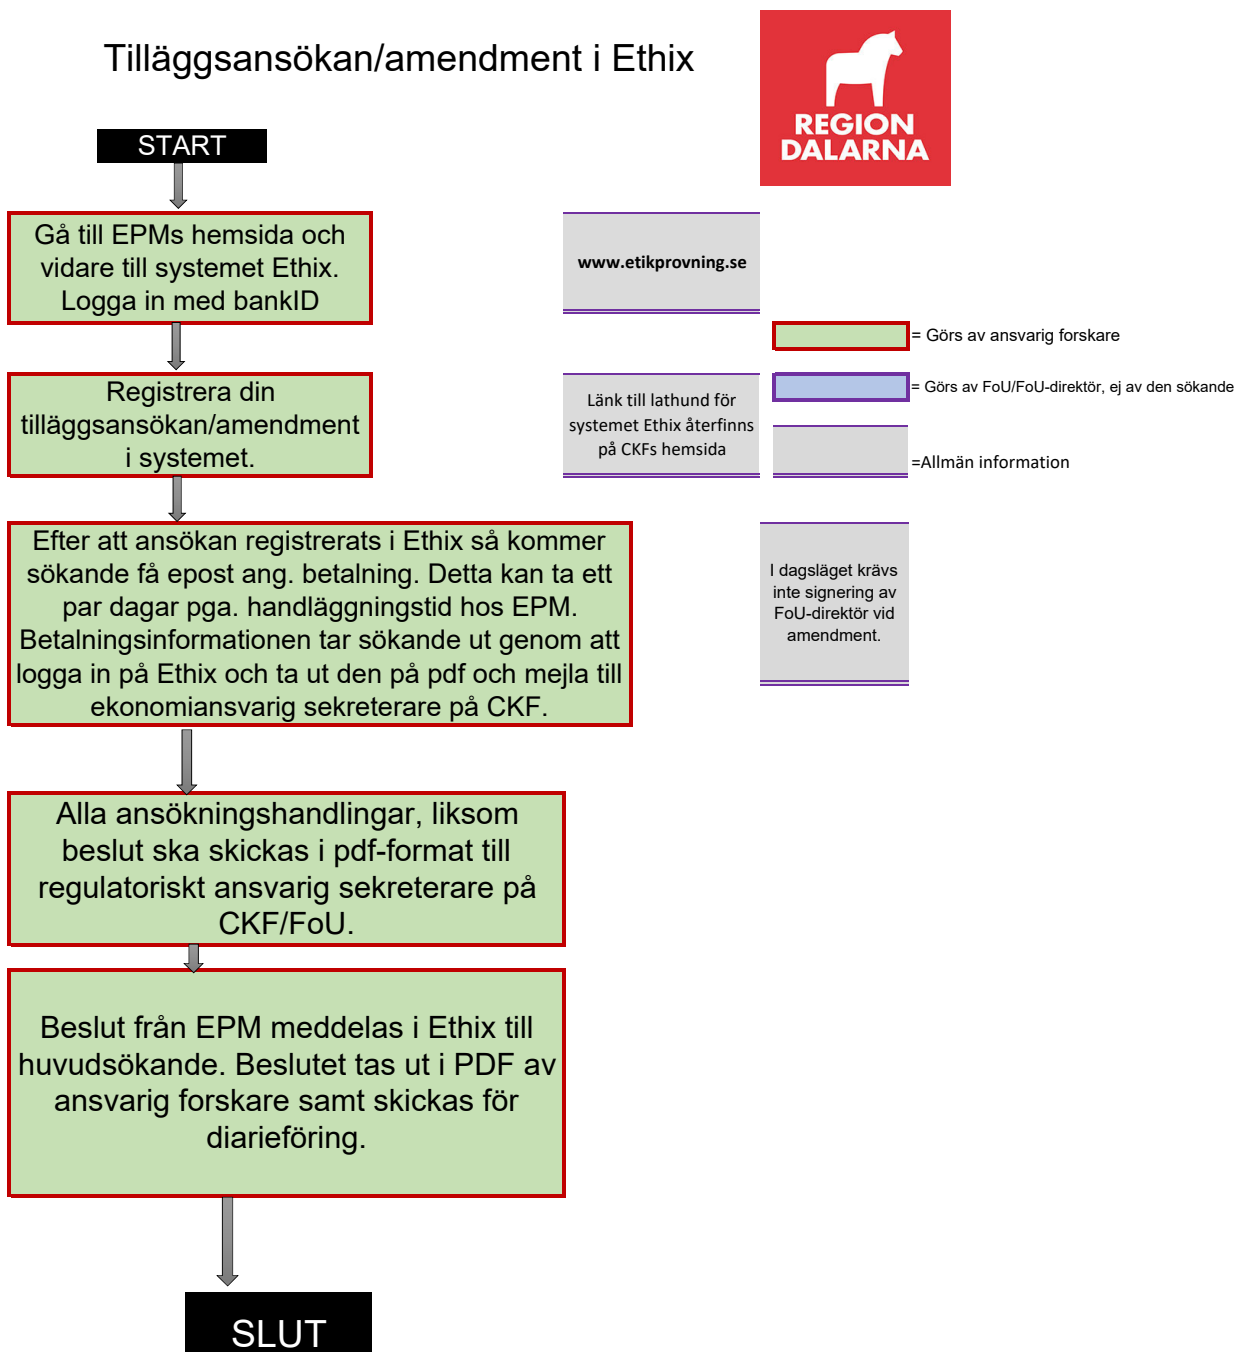 Tilläggsansökan/amendment i Ethix
REGION
DALARNA
START
Gå till EPMs hemsida och
vidare till systemet Ethix.
Logga in med bankID
www.etikprovning.se
= Görs av ansvarig forskare
Registrera din
tilläggsansökan/amendment
i systemet.
Länk till lathund för
systemet Ethix återfinns
på CKFs hemsida
= Görs av FoU/FoU-direktör, ej av den sökande
=Allmän information
Efter att ansökan registrerats i Ethix så kommer
sökande få epost ang. betalning. Detta kan ta ett
par dagar pga. handläggningstid hos EPM.
Betalningsinformationen tar sökande ut genom att
logga in på Ethix och ta ut den på pdf och mejla till
ekonomiansvarig sekreterare på CKF.
I dagsläget krävs
inte signering av
FoU-direktör vid
amendment.
Alla ansökningshandlingar, liksom
beslut ska skickas i pdf-format till
regulatoriskt ansvarig sekreterare på
CKF/FoU.
Beslut från EPM meddelas i Ethix till
huvudsökande. Beslutet tas ut i PDF av
ansvarig forskare samt skickas för
diarieföring.
SLUT